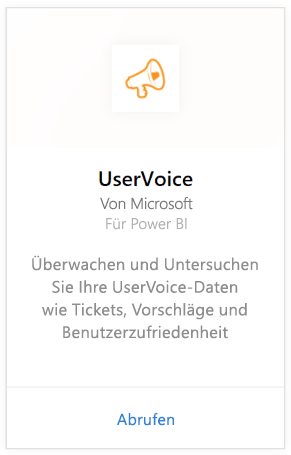 UserVoice
Von Microsoft
Für Power BI
Überwachen und Untersuchen
Sie Ihre UserVoice-Daten
wie Tickets, Vorschläge und
Benutzerzufriedenheit
Abrufen